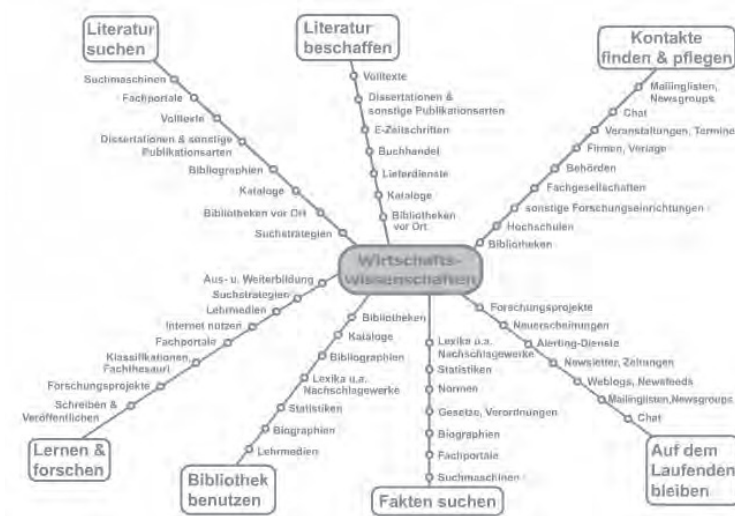 Literatur
suchen
Suchmaschinen
Fachportale
Volltexte
Dissertationen & sonstige
Publikationsarten
Bibliographien
Kataloge
Bibliotheken vor Ort
Suchstrategien
Literatur
beschaffen
Volltexte
Dissertationen &
sonstige Publikationsarten
E-Zeitschriften
Buchhandel
Lieferdienste
Kataloge
Bibliotheken
vor Ort
Kontakte
finden & pflegen
Mailinglisten,
Newsgroups
Chat
Veranstaltungen, Termine
Firmen, Verlage
Behörden
Fachgesellschaften
sonstige Forschungseinrichtungen
Hochschulen
Bibliotheken
Wirtschafts-
wissenschaften
Aus- u. Weiterbildung
Suchstrategien
Lehrmedien
Internet nutzen
Fachportale
Klassifikationen,
Fachthesauri
Forschungsprojekte
Schreiben &
Veröffentlichen
Lernen &
forschen
Bibliotheken
Kataloge
Bibliographien
Lexika u.a.
Nachschlagewerke
Statistiken
Biographien
Lehrmedien
Bibliothek
benutzen
Lexika u.a.
Nachschlagewerke
Statistiken
Normen
Gesetze, Verordnungen
Biographien
Fachportale
Suchmaschinen
Fakten suchen
Forschungsprojekte
Neuerscheinungen
Alerting-Dienste
Newsletter, Zeitungen
Weblogs, Newsfeeds
Mailinglisten,Newsgroups
Chat
Auf dem
Laufenden
bleiben